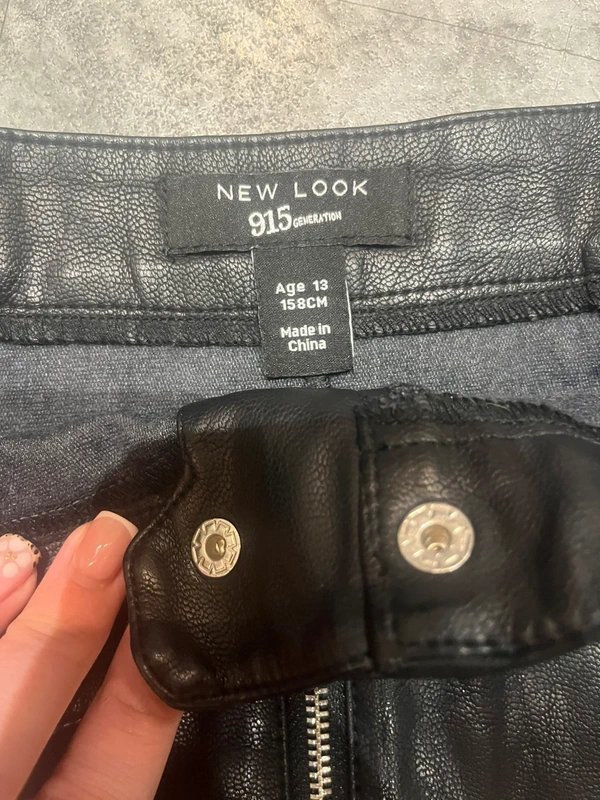 NEW LOOK
915 GENERATION
Age 13
158CM
Made in
China